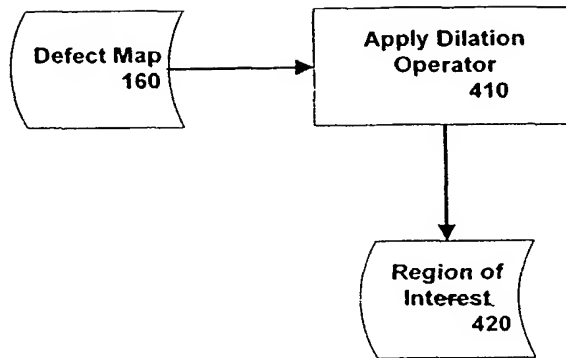 Defect Map
160
Apply Dilation
Operator
410
Region of
Interest
420